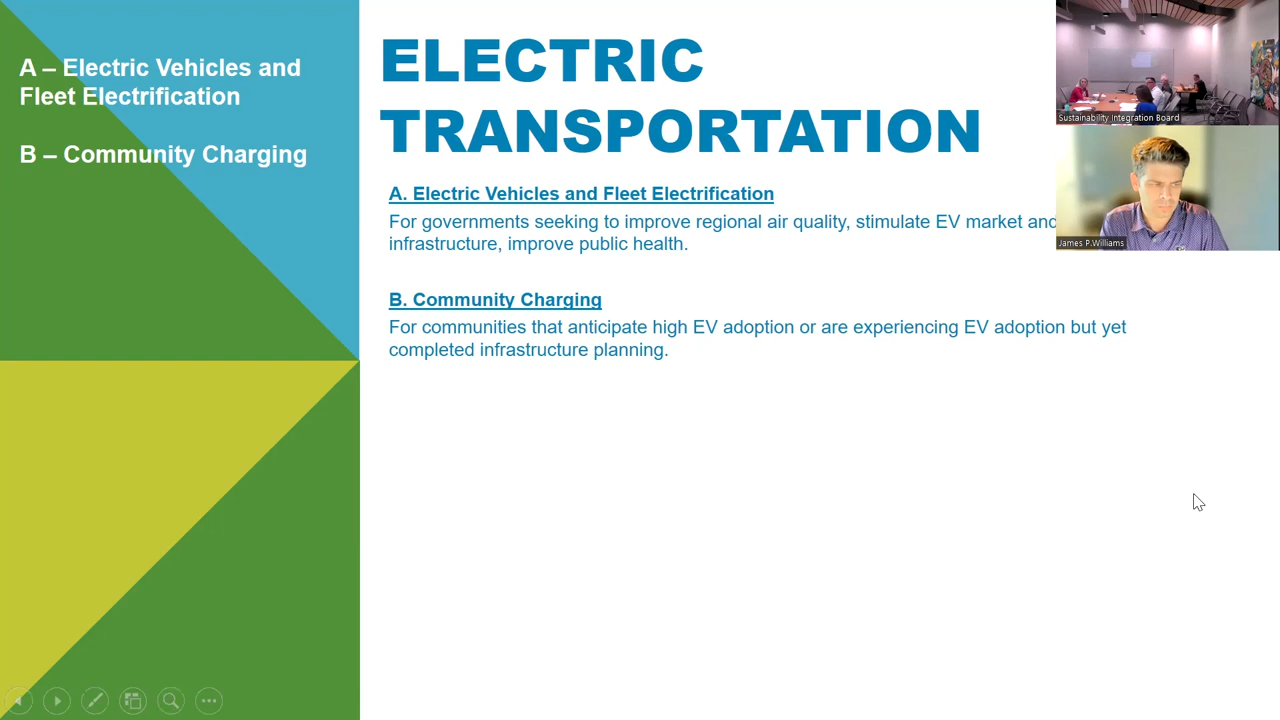 A – Electric Vehicles and
Fleet Electrification
B – Community Charging
ELECTRIC
TRANSPORTATION
A. Electric Vehicles and Fleet Electrification
For governments seeking to improve regional air quality, stimulate EV market and
infrastructure, improve public health.
B. Community Charging
For communities that anticipate high EV adoption or are experiencing EV adoption but yet
completed infrastructure planning.
Sustainability Integration Board
James P.Williams